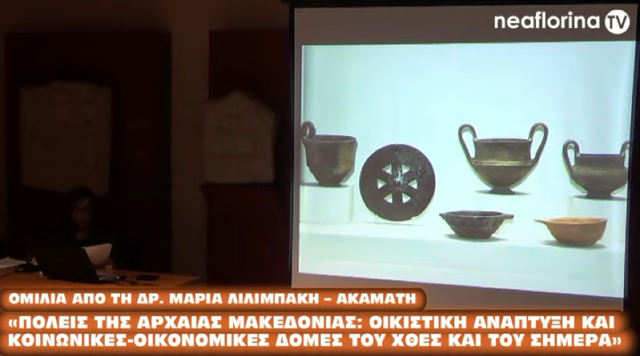 neaflorina TV
ΟΜΙΛΙΑ ΑΠΟ ΤΗ ΔΡ. ΜΑΡΙΑ ΛΙΛΙΜΠΑΚΗ – ΑΚΑΜΑΤΗ
«ΠΟΛΕΙΣ ΤΗΣ ΑΡΧΑΙΑΣ ΜΑΚΕΔΟΝΙΑΣ: ΟΙΚΙΣΤΙΚΗ ΑΝΑΠΤΥΞΗ ΚΑΙ
ΚΟΙΝΩΝΙΚΕΣ-ΟΙΚΟΝΟΜΙΚΕΣ ΔΟΜΕΣ ΤΟΥ ΧΘΕΣ ΚΑΙ ΤΟΥ ΣΗΜΕΡΑ»